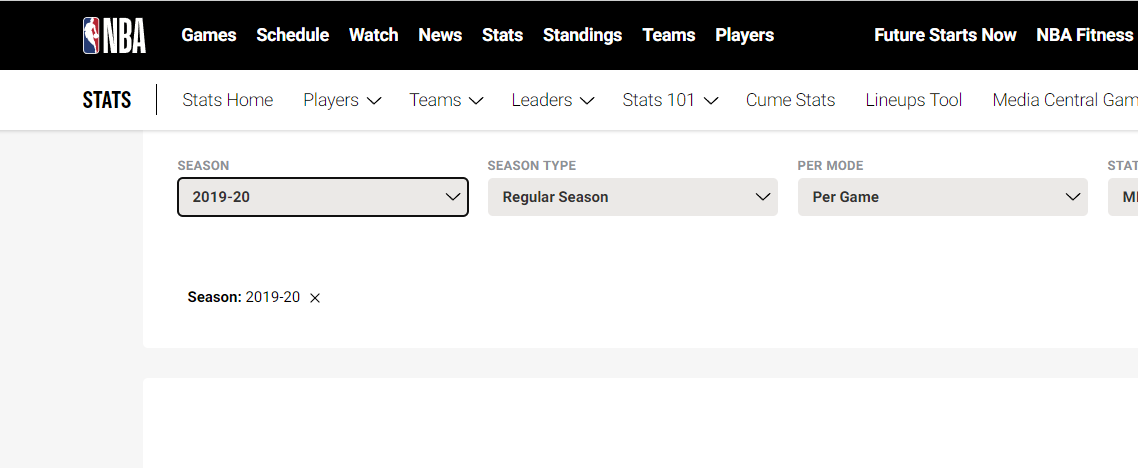 NBA Games Schedule Watch News Stats Standings Teams Players Future Starts Now NBA Fitness
STATS Stats Home Players Teams Leaders Stats 101 Cume Stats Lineups Tool Media Central Gam
SEASON SEASON TYPE PER MODE STAT
2019-20 Regular Season Per Game
Season: 2019-20